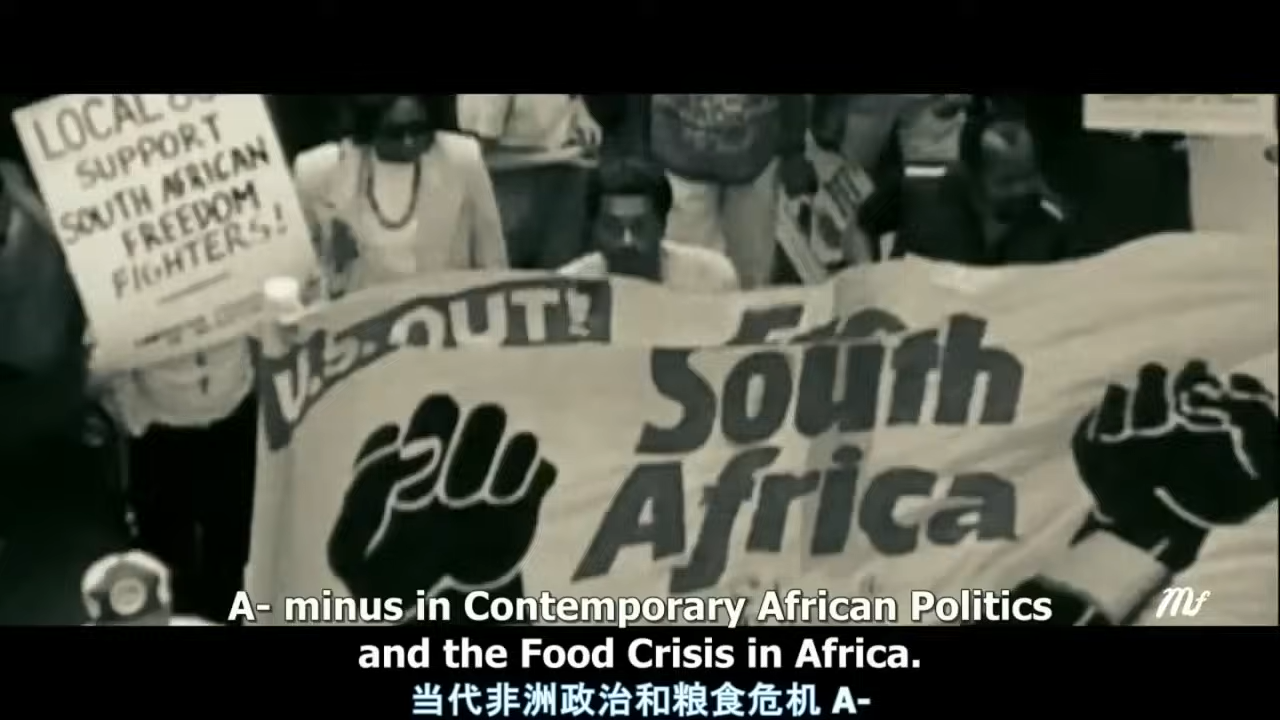 LOCAL
SUPPORT
SOUTH AFRICAN
FREEDOM
FIGHTERS!
U.S. OUT!
South
Africa
A- minus in Contemporary African Politics
and the Food Crisis in Africa.
当代非洲政治和粮食危机 A-
Mf